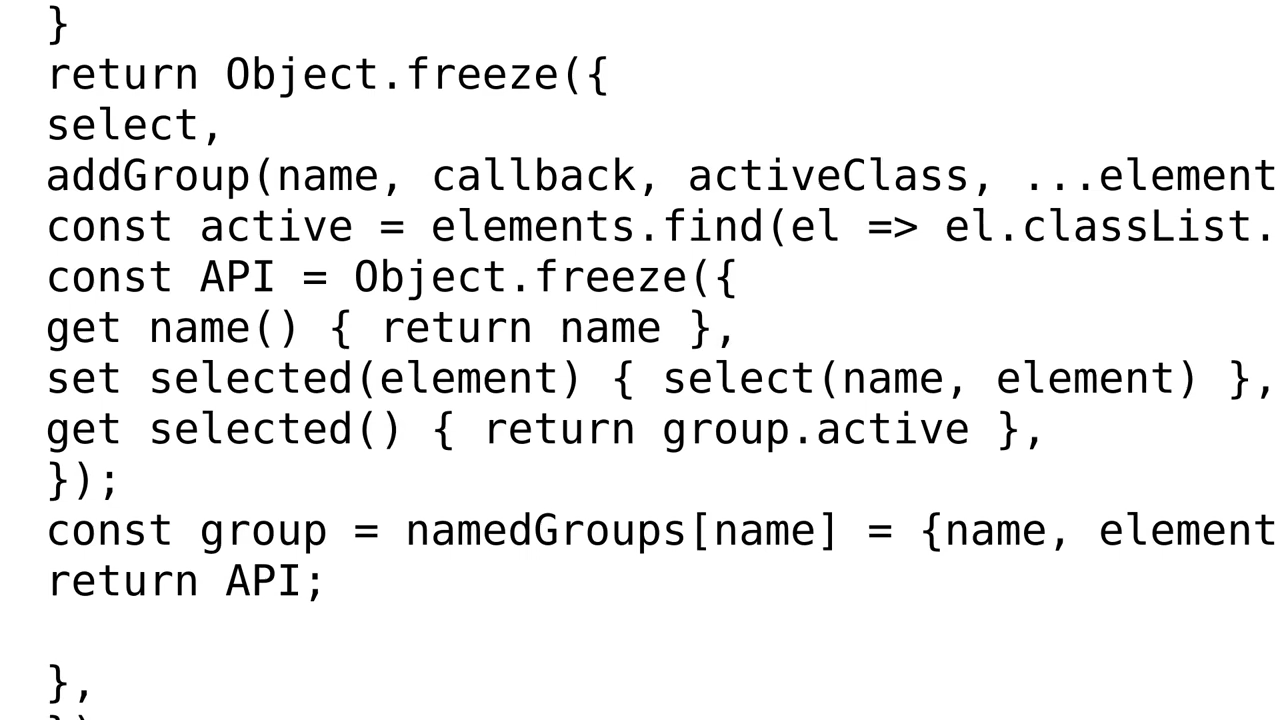 }
return Object.freeze({
select,
addGroup(name, callback, activeClass, ...element
const active = elements.find(el => el.classList.
const API = Object.freeze({
get name() { return name },
set selected(element) { select(name, element) },
get selected() { return group.active },
});
const group = namedGroups[name] = {name, element
return API;
},
})